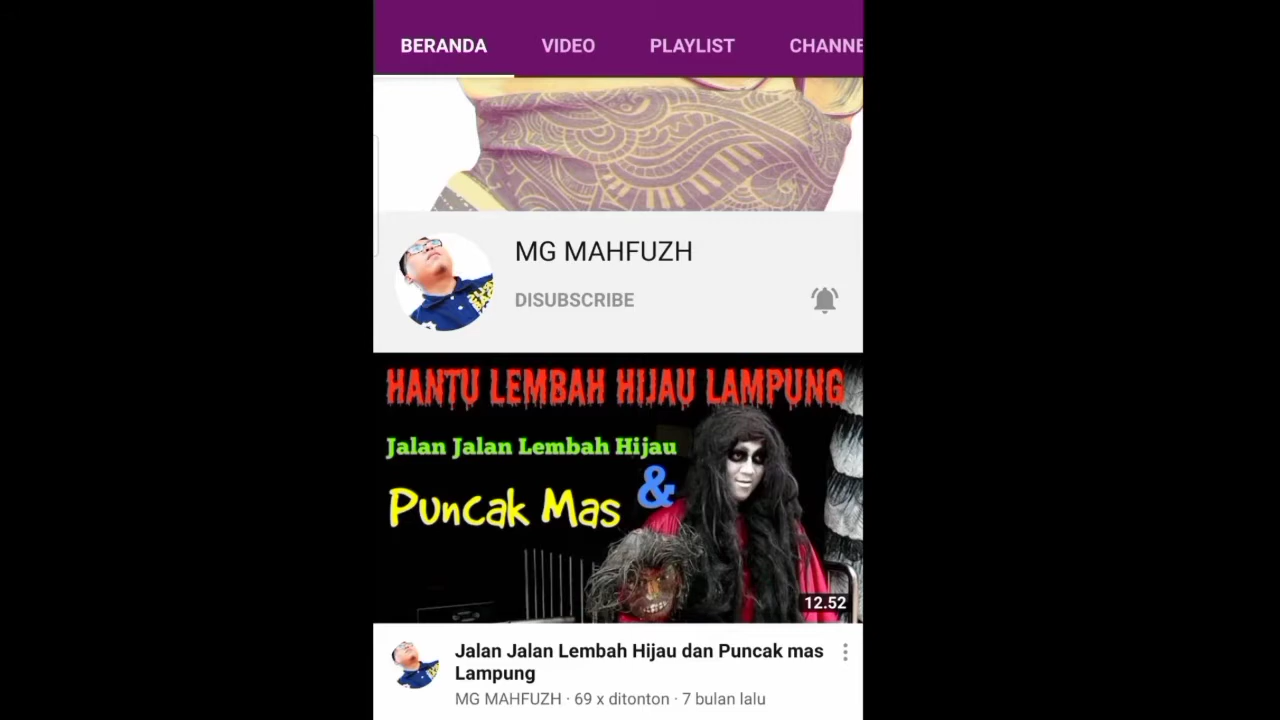 BERANDA VIDEO PLAYLIST CHANNE
MG MAHFUZH
DISUBSCRIBE
HANTU LEMBAH HIJAU LAMPUNG
Jalan Jalan Lembah Hijau
&
Puncak Mas
12.52
Jalan Jalan Lembah Hijau dan Puncak mas
Lampung
MG MAHFUZH · 69 x ditonton · 7 bulan lalu